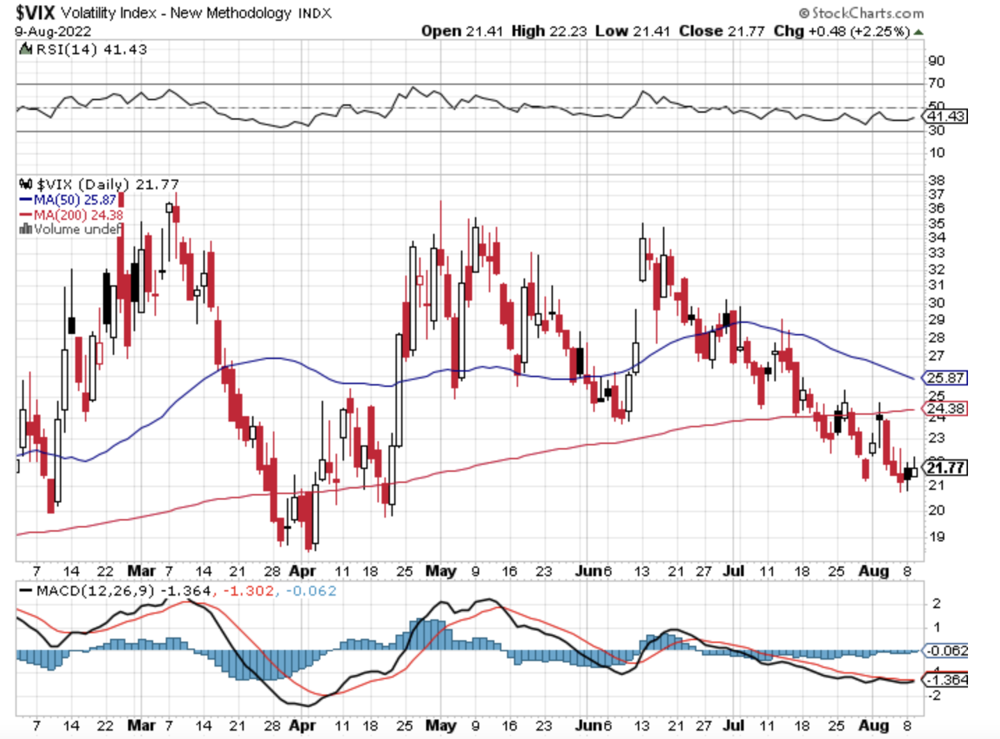 $VIX Volatility Index - New Methodology INDX
© StockCharts.com
9-Aug-2022
Open 21.41 High 22.23 Low 21.41 Close 21.77 Chg +0.48 (+2.25%)
RSI(14) 41.43
90
70
50
41.43
30
10
$VIX (Daily) 21.77
MA(50) 25.87
MA(200) 24.38
Volume undef
38
37
36
35
34
33
32
31
30
29
28
27
25.87
25
24.38
24
23
22
21.77
21
20
19
7 14 22 Mar 7 14 21 28 Apr 11 18 25 May 9 16 23 Jun 6 13 21 27 Jul 11 18 25 Aug 8
MACD(12,26,9) -1.364, -1.302, -0.062
2
1
-0.062
-1.364
-2
7 14 22 Mar 7 14 21 28 Apr 11 18 25 May 9 16 23 Jun 6 13 21 27 Jul 11 18 25 Aug 8